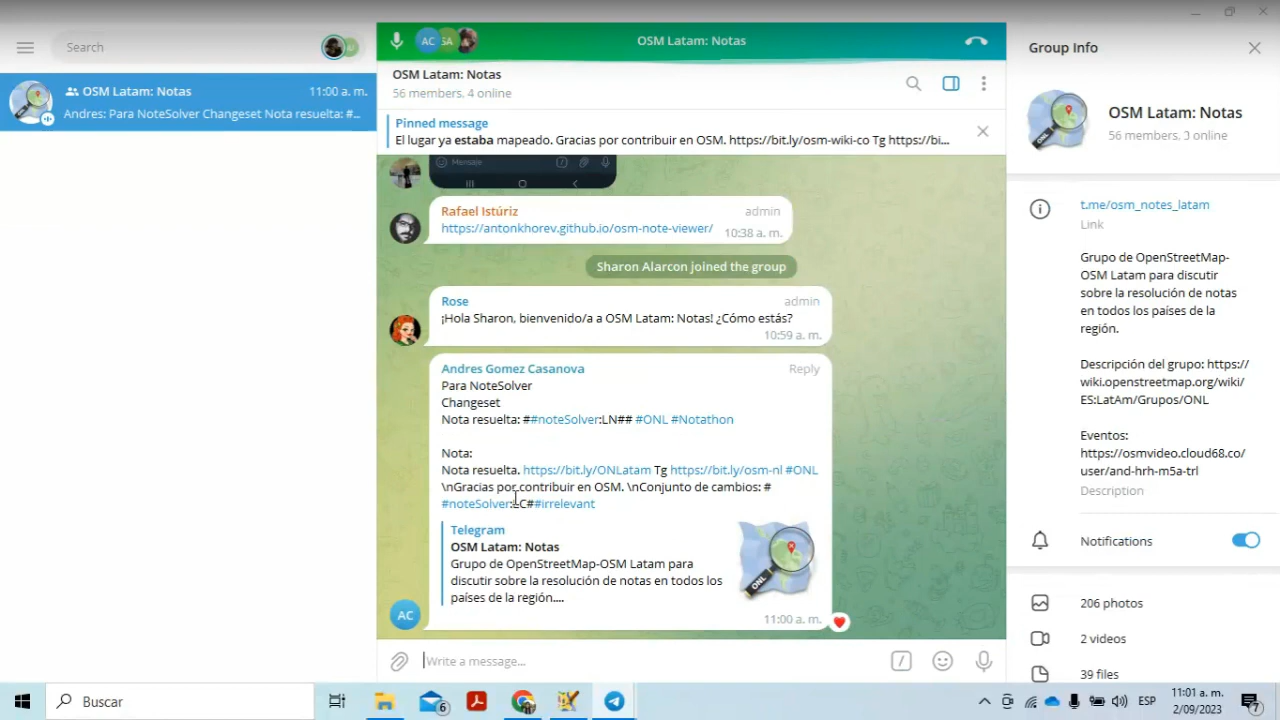 Search
AC
SA
OSM Latam: Notas
OSM Latam: Notas
11:00 a. m.
Andres: Para NoteSolver Changeset Nota resuelta: #...
OSM Latam: Notas
56 members. 4 online
Pinned message
El lugar ya estaba mapeado. Gracias por contribuir en OSM. https://bit.ly/osm-wiki-co Tg https://bi...
Mensaje
Rafael Istúriz
admin
https://antonkhorev.github.io/osm-note-viewer/
10:38 a. m.
Sharon Alarcon joined the group
Rose
admin
¡Hola Sharon, bienvenido/a a OSM Latam: Notas! ¿Cómo estás?
10:59 a. m.
Andres Gomez Casanova
Reply
Para NoteSolver
Changeset
Nota resuelta: ##noteSolver:LN## #ONL #Notathon
Nota:
Nota resuelta. https://bit.ly/ONLatam Tg https://bit.ly/osm-nl #ONL
\nGracias por contribuir en OSM. \nConjunto de cambios: #
#noteSolver:LC##irrelevant
Telegram
OSM Latam: Notas
Grupo de OpenStreetMap-OSM Latam para
discutir sobre la resolución de notas en todos los
países de la región....
ONL
AC
11:00 a. m.
Write a message...
Group Info
ONL
OSM Latam: Notas
56 members. 3 online
t.me/osm_notes_latam
Link
Grupo de OpenStreetMap-
OSM Latam para discutir
sobre la resolución de notas
en todos los países de la
región.
Descripción del grupo: https://
wiki.openstreetmap.org/wiki/
ES:LatAm/Grupos/ONL
Eventos:
https://osmvideo.cloud68.co/
user/and-hrh-m5a-trl
Description
Notifications
206 photos
2 videos
39 files
Buscar
6
ESP
11:01 a. m.
2/09/2023
7